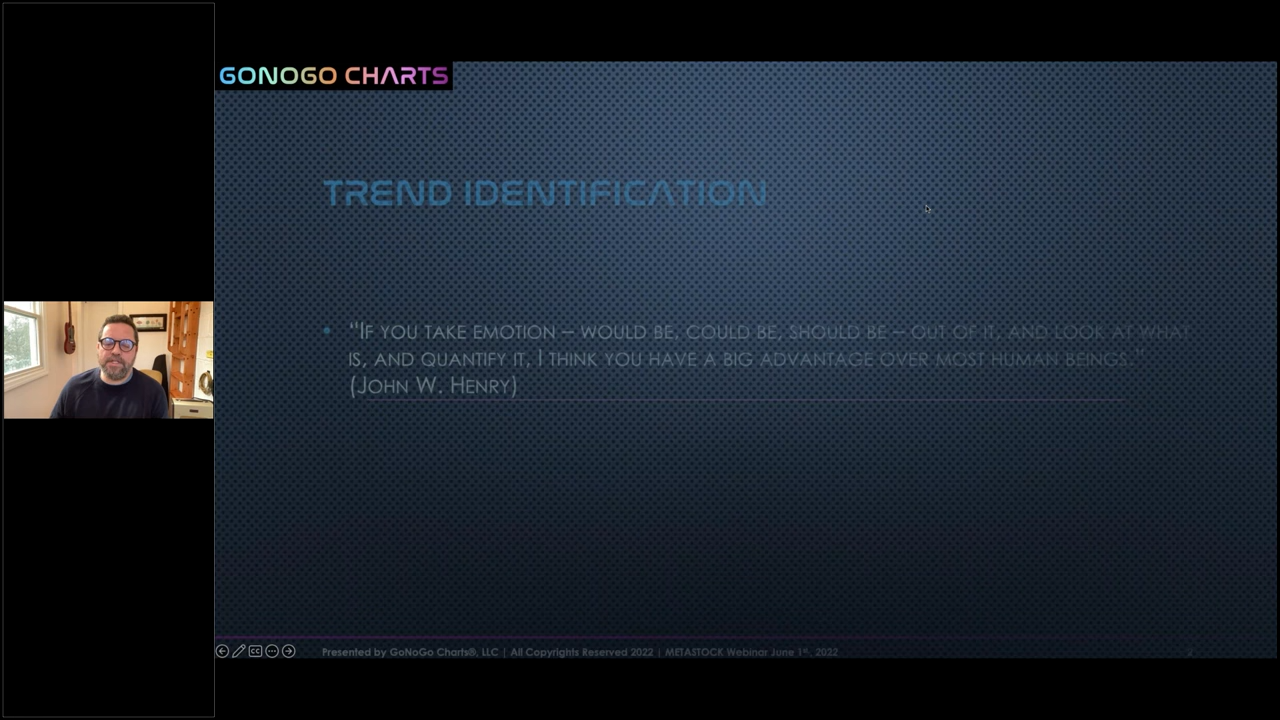 GONOGO CHARTS
TREND IDENTIFICATION
• “IF YOU TAKE EMOTION – WOULD BE, COULD BE, SHOULD BE – OUT OF IT, AND LOOK AT WHAT
IS, AND QUANTIFY IT, I THINK YOU HAVE A BIG ADVANTAGE OVER MOST HUMAN BEINGS.”
(JOHN W. HENRY)
Presented by GoNoGo Charts®, LLC | All Copyrights Reserved 2022 | METASTOCK Webinar June 1st, 2022
2